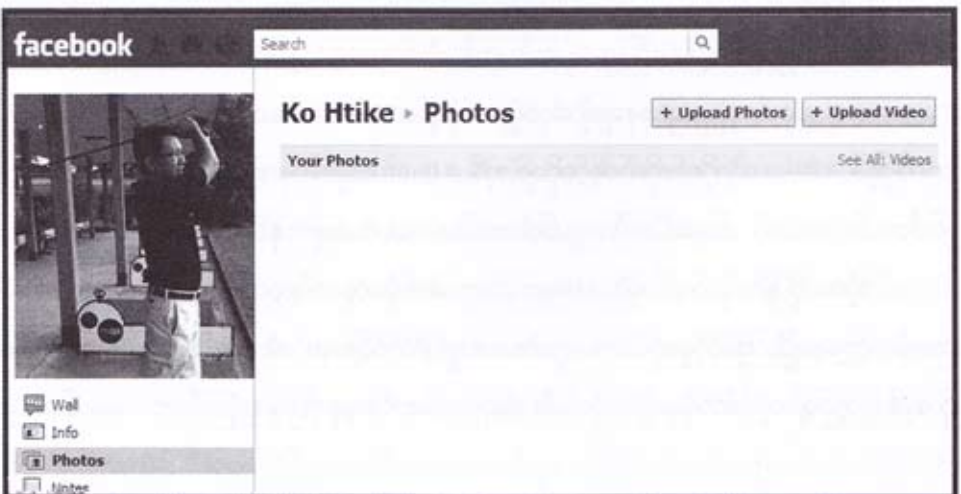 facebook
Search
Ko Htike ▸ Photos
+ Upload Photos
+ Upload Video
Your Photos
See All: Videos
Wall
Info
Photos
Notes